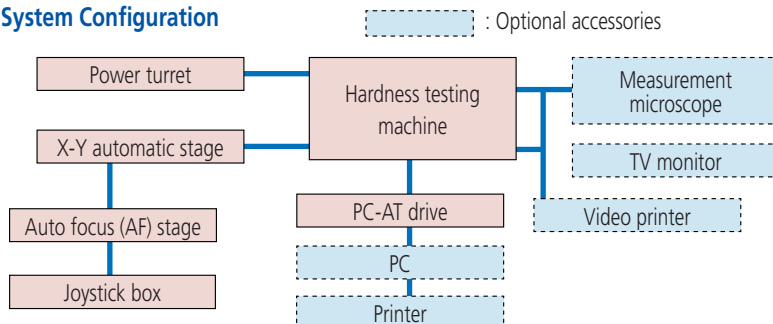 System Configuration
: Optional accessories
Power turret
Hardness testing
machine
Measurement
microscope
X-Y automatic stage
TV monitor
PC-AT drive
Video printer
Auto focus (AF) stage
PC
Joystick box
Printer